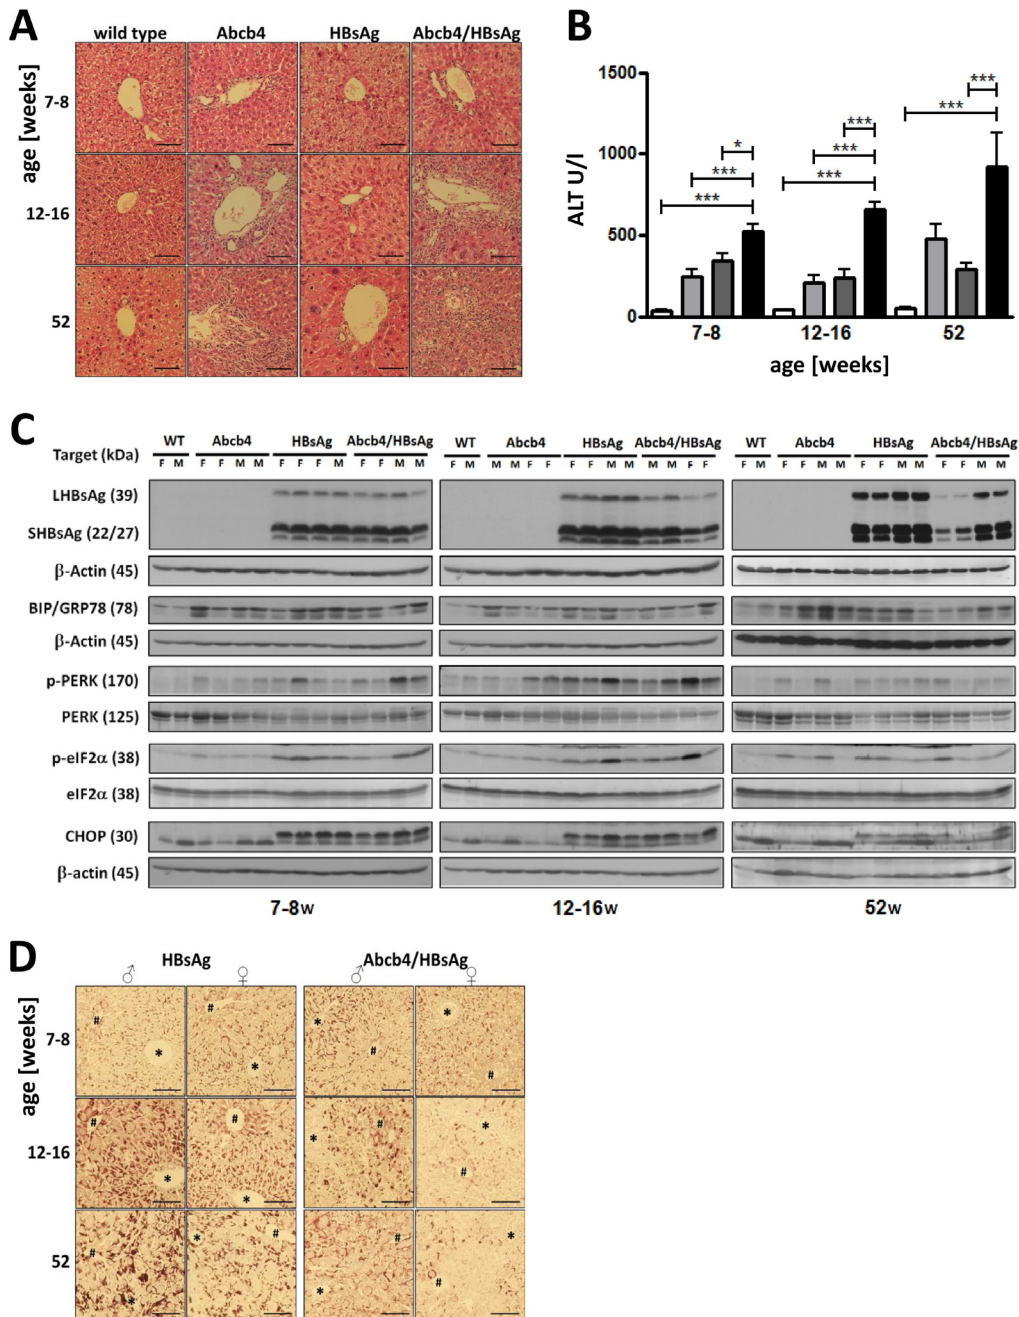 A
wild type Abcb4 HBsAg Abcb4/HBsAg
age [weeks]
7-8
12-16
52
B
ALT U/l
1500
1000
500
0
* *** ***
*** *** ***
*** ***
7-8 12-16 52
age [weeks]
C
Target (kDa)
WT Abcb4 HBsAg Abcb4/HBsAg WT Abcb4 HBsAg Abcb4/HBsAg WT Abcb4 HBsAg Abcb4/HBsAg
F M F F M M F F F M F F M M F M M M F F F F M M M M F F F M F F M M F F M M F F M M
LHBsAg (39)
SHBsAg (22/27)
β-Actin (45)
BIP/GRP78 (78)
β-Actin (45)
p-PERK (170)
PERK (125)
p-eIF2α (38)
eIF2α (38)
CHOP (30)
β-actin (45)
7-8w 12-16w 52w
D
HBsAg Abcb4/HBsAg
♂ ♀ ♂ ♀
age [weeks]
7-8
# * # * * # * #
12-16
# * # * * # * #
52
# * * # # * * #